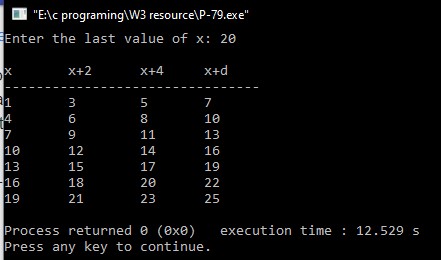 "E:\c programing\W3 resource\P-79.exe"
Enter the last value of x: 20
x x+2 x+4 x+d
---------------------------------
1 3 5 7
4 6 8 10
7 9 11 13
10 12 14 16
13 15 17 19
16 18 20 22
19 21 23 25
Process returned 0 (0x0) execution time : 12.529 s
Press any key to continue.